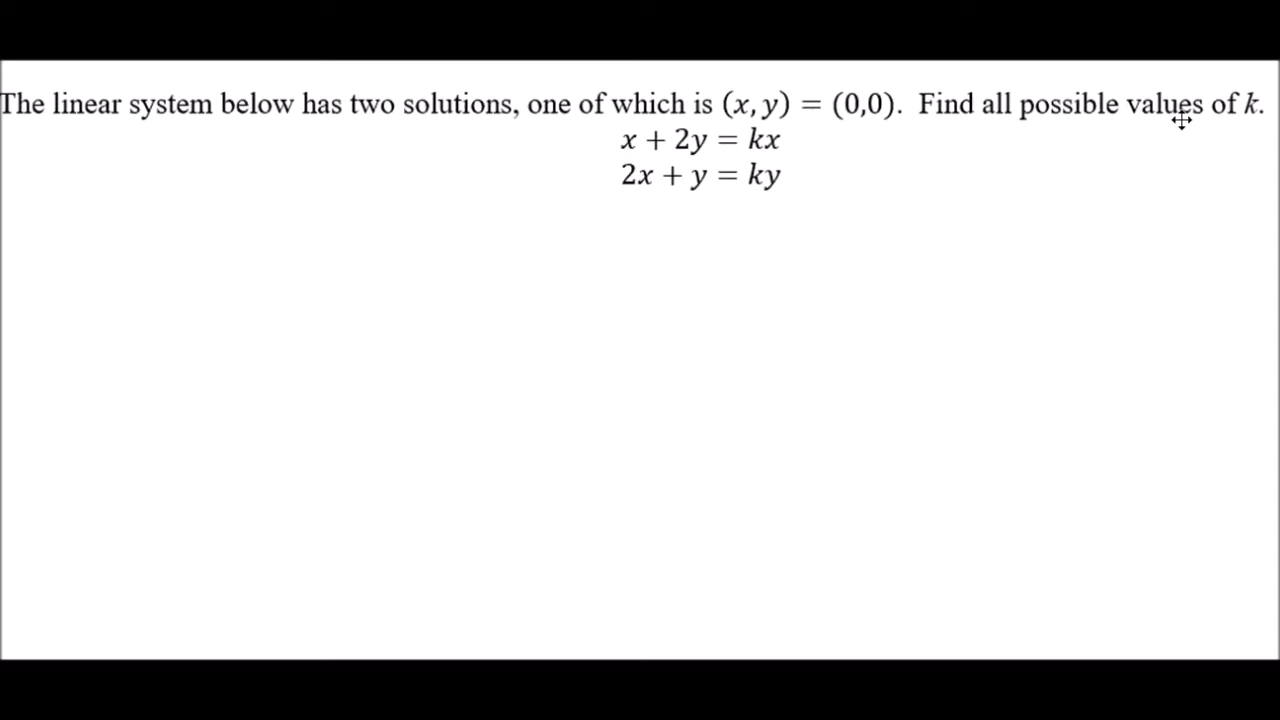 The linear system below has two solutions, one of which is (x, y) = (0,0).  Find all possible values of k.
x + 2y = kx
2x + y = ky